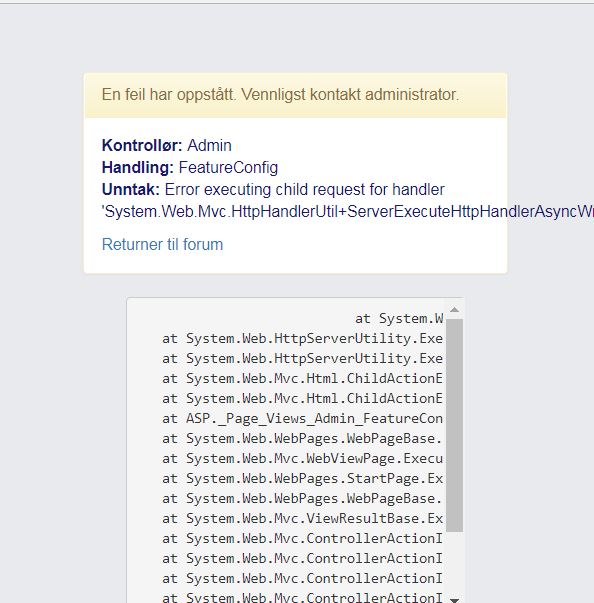 En feil har oppstått. Vennligst kontakt administrator.
Kontrollør: Admin
Handling: FeatureConfig
Unntak: Error executing child request for handler
'System.Web.Mvc.HttpHandlerUtil+ServerExecuteHttpHandlerAsyncW
Returner til forum
at System.W
at System.Web.HttpServerUtility.Exe
at System.Web.HttpServerUtility.Exe
at System.Web.Mvc.Html.ChildActionE
at System.Web.Mvc.Html.ChildActionE
at ASP._Page_Views_Admin_FeatureCon
at System.Web.WebPages.WebPageBase.
at System.Web.Mvc.WebViewPage.Execu
at System.Web.WebPages.StartPage.Ex
at System.Web.WebPages.WebPageBase.
at System.Web.Mvc.ViewResultBase.Ex
at System.Web.Mvc.ControllerActionI
at System.Web.Mvc.ControllerActionI
at System.Web.Mvc.ControllerActionI
at System.Web.Mvc.ControllerActionI